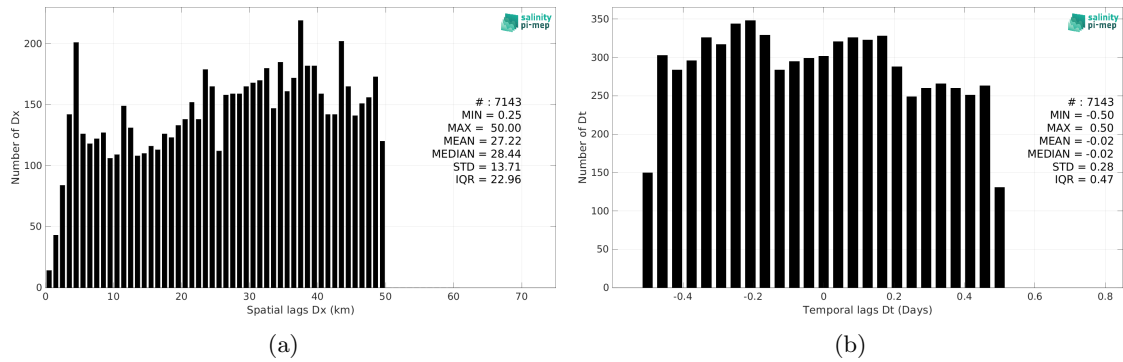 200
150
100
50
0
Number of Dx
0
10
20
30
40
50
60
70
Spatial lags Dx (km)
salinity
pi-mep
# : 7143
MIN = 0.25
MAX = 50.00
MEAN = 27.22
MEDIAN = 28.44
STD = 13.71
IQR = 22.96
(a)
350
300
250
200
150
100
50
0
Number of Dt
-0.4
-0.2
0
0.2
0.4
0.6
0.8
Temporal lags Dt (Days)
salinity
pi-mep
# : 7143
MIN = -0.50
MAX = 0.50
MEAN = -0.02
MEDIAN = -0.02
STD = 0.28
IQR = 0.47
(b)